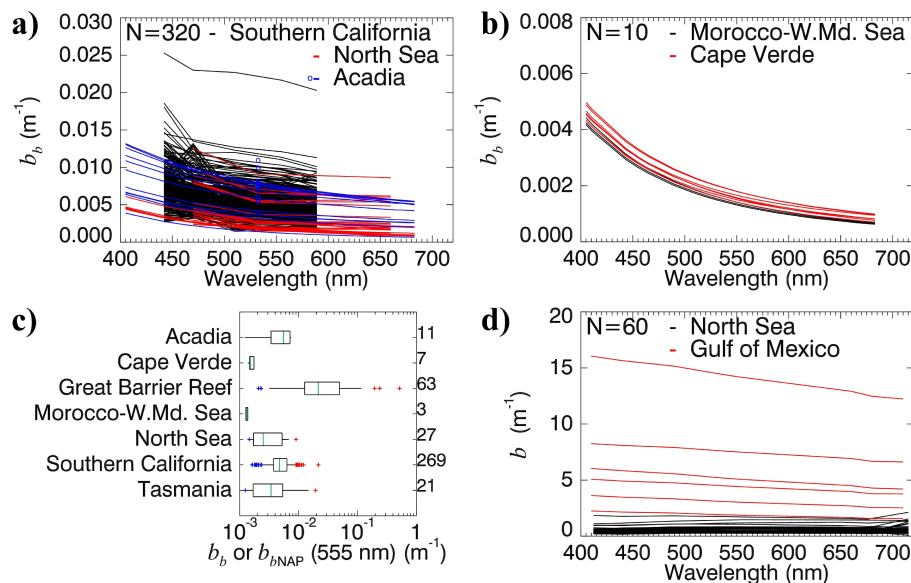 a)
N=320 - Southern California
- North Sea
o- Acadia
0.030
0.025
0.020
0.015
0.010
0.005
0.000
b_b (m⁻¹)
400 450 500 550 600 650 700
Wavelength (nm)
b)
N=10 - Morocco-W.Md. Sea
- Cape Verde
0.008
0.006
0.004
0.002
0.000
b_b (m⁻¹)
400 450 500 550 600 650 700
Wavelength (nm)
c)
Acadia 11
Cape Verde 7
Great Barrier Reef 63
Morocco-W.Md. Sea 3
North Sea 27
Southern California 269
Tasmania 21
10⁻³ 10⁻² 10⁻¹ 1
b_b or b_bNAP (555 nm) (m⁻¹)
d)
N=60 - North Sea
- Gulf of Mexico
20
15
10
5
0
b (m⁻¹)
400 450 500 550 600 650 700
Wavelength (nm)